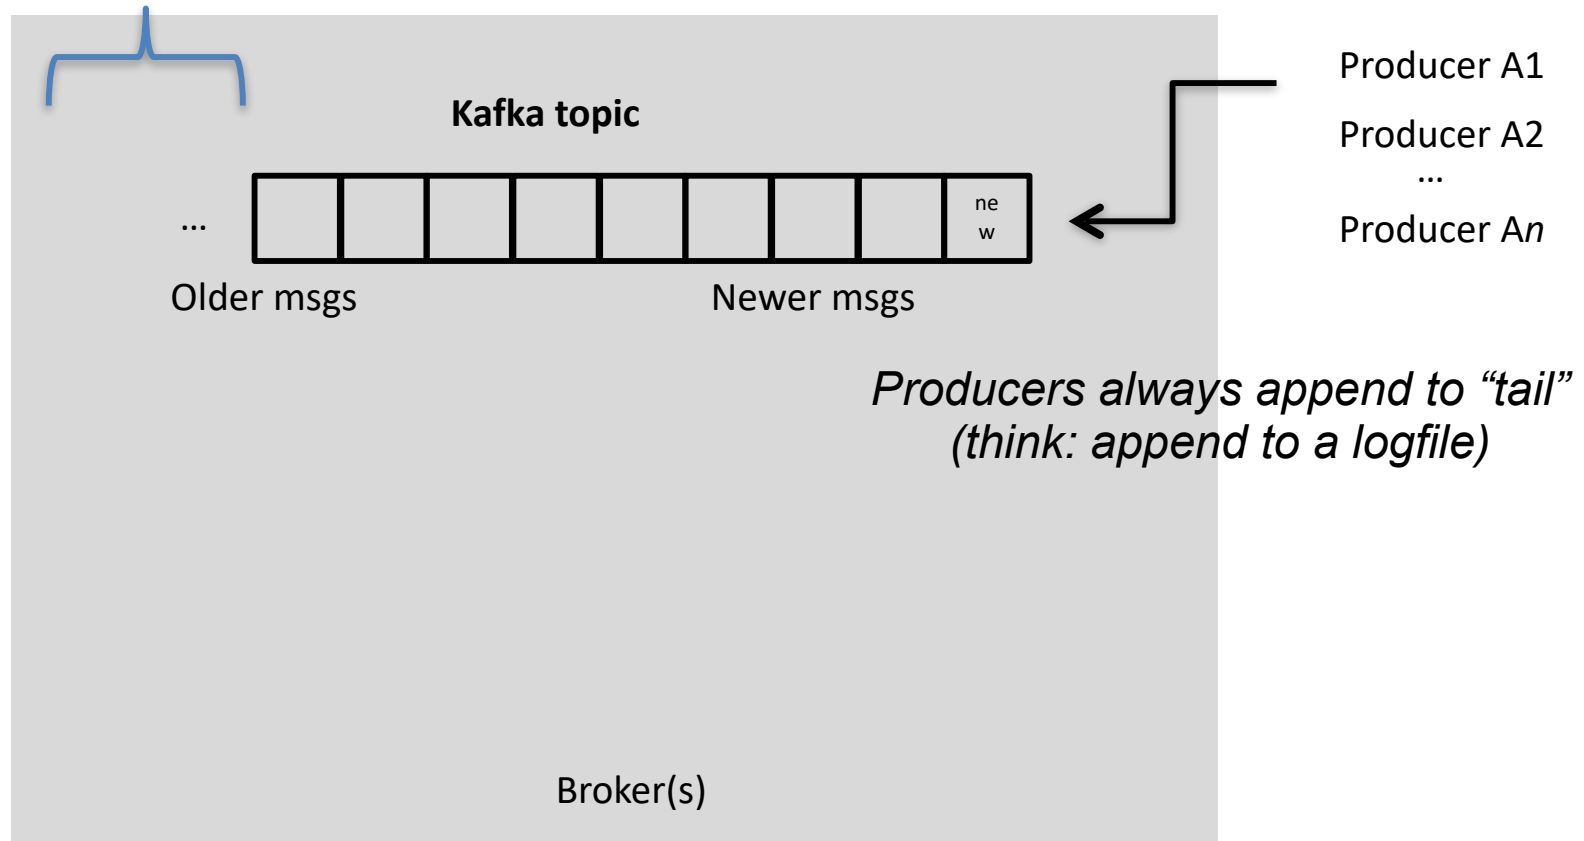 Producer A1
Kafka topic
Producer A2
...
ne
w
...
Producer An
Older msgs
Newer msgs
Producers always append to “tail”
(think: append to a logfile)
Broker(s)